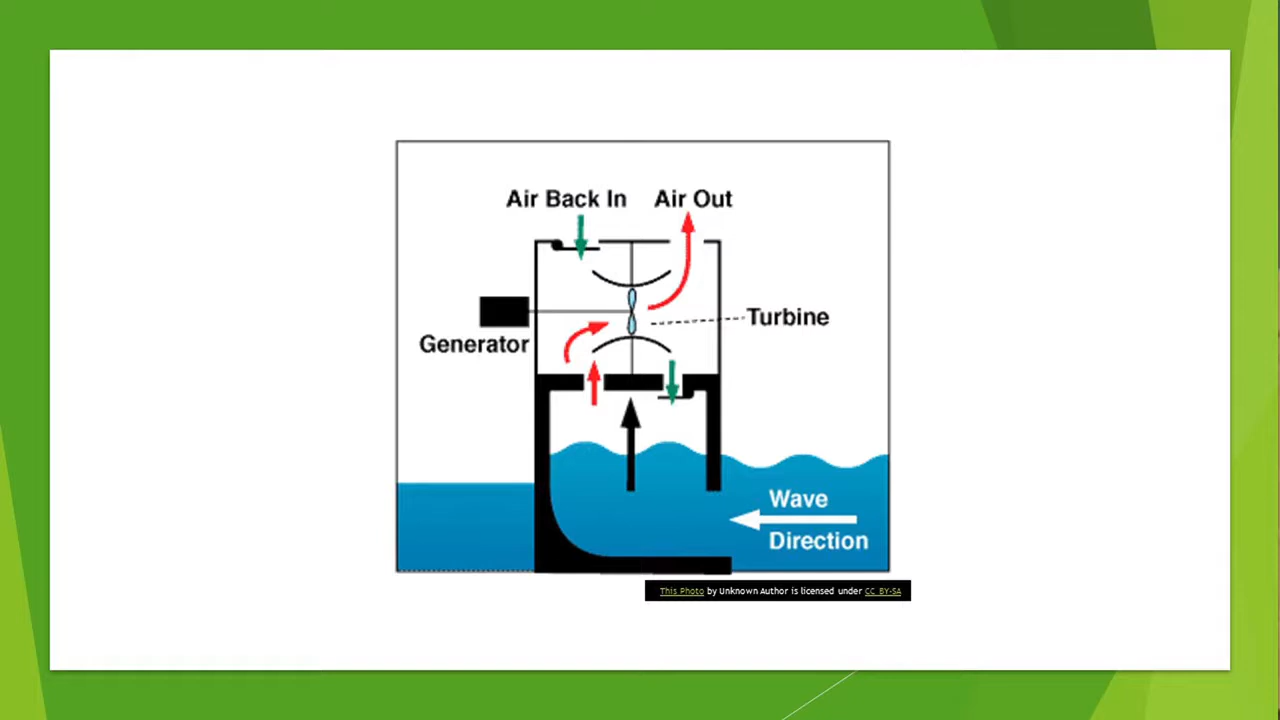 Air Back In
Air Out
Turbine
Generator
Wave
Direction
This Photo by Unknown Author is licensed under CC BY-SA